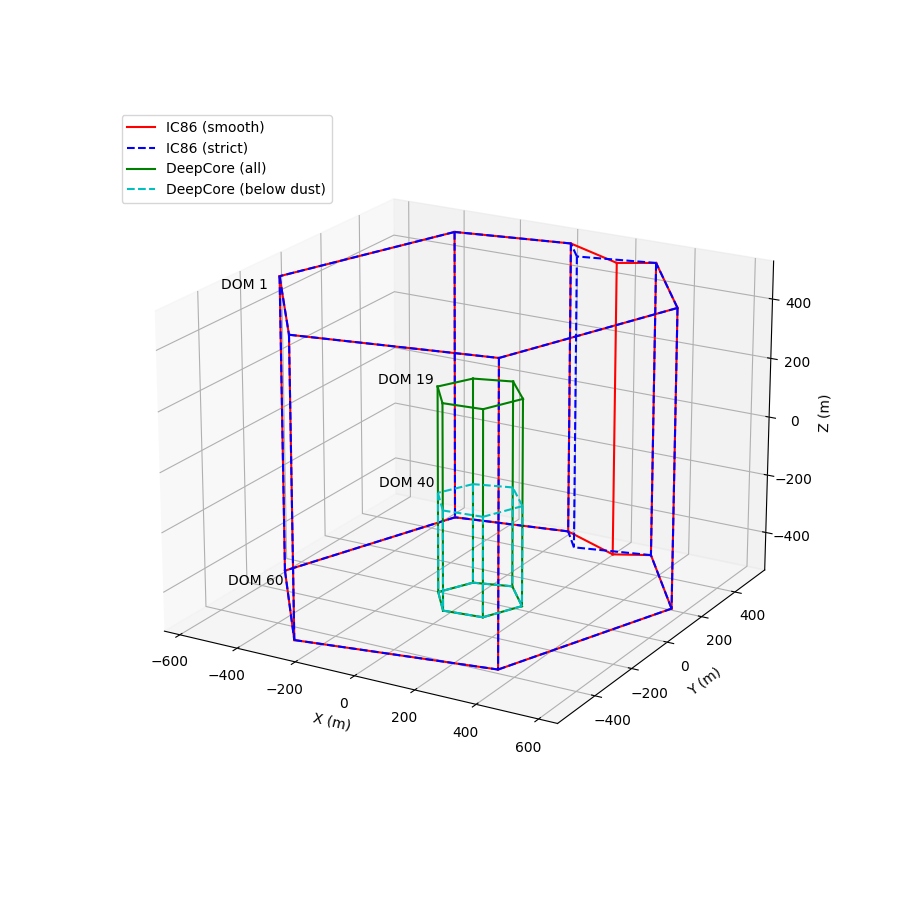 IC86 (smooth)
IC86 (strict)
DeepCore (all)
DeepCore (below dust)
DOM 1
DOM 19
DOM 40
DOM 60
400
200
0
−200
−400
Z (m)
−600
−400
−200
0
200
400
600
X (m)
−400
−200
0
200
400
Y (m)